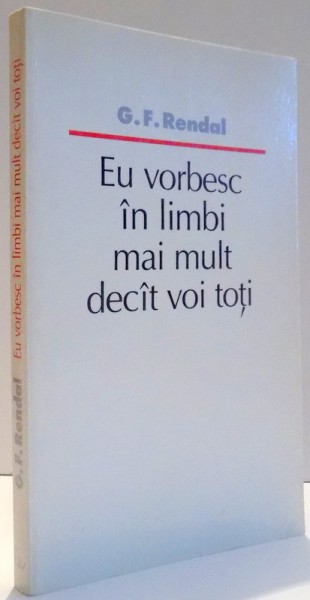 G. F. Rendal
Eu vorbesc
în limbi
mai mult
decît voi toți
G. F. Rendal Eu vorbesc în limbi mai mult decît voi toți